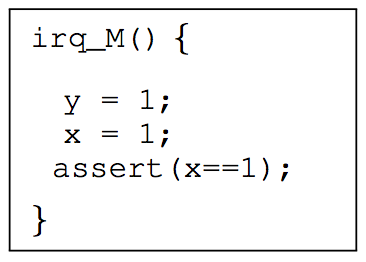 irq_M() {
y = 1;
x = 1;
assert(x==1);
}